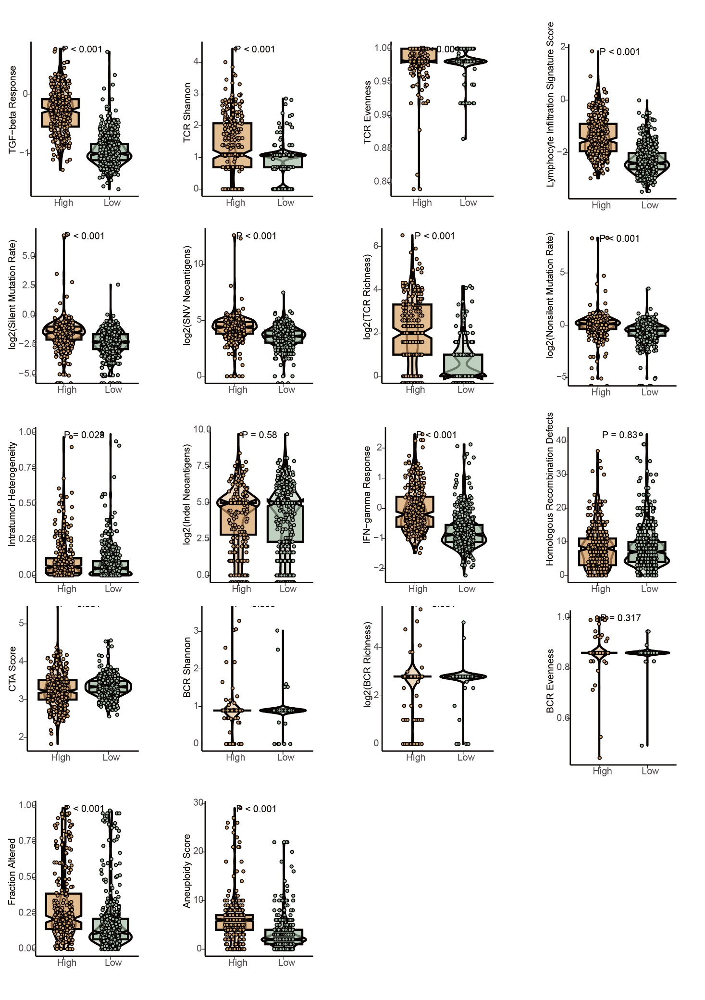 TGF−beta Response
P < 0.001
0
−1
High
Low
TCR Shannon
P < 0.001
4
3
2
1
0
High
Low
TCR Evenness
P < 0.001
1.00
0.95
0.90
0.85
0.80
High
Low
Lymphocyte Infiltration Signature Score
P < 0.001
2
0
−2
High
Low
log2(Silent Mutation Rate)
P < 0.001
5.0
2.5
0.0
−2.5
−5.0
High
Low
log2(SNV Neoantigens)
P < 0.001
10
5
0
High
Low
log2(TCR Richness)
P < 0.001
6
4
2
0
High
Low
log2(Nonsilent Mutation Rate)
P < 0.001
5
0
−5
High
Low
Intratumor Heterogeneity
P = 0.029
1.00
0.75
0.50
0.25
0.00
High
Low
log2(Indel Neoantigens)
P = 0.58
10.0
7.5
5.0
2.5
0.0
High
Low
IFN−gamma Response
P < 0.001
2
1
0
−1
−2
High
Low
Homologous Recombination Defects
P = 0.83
40
30
20
10
0
High
Low
CTA Score
5
4
3
2
High
Low
BCR Shannon
3
2
1
0
High
Low
log2(BCR Richness)
4
2
0
High
Low
BCR Evenness
P = 0.317
1.0
0.8
0.6
High
Low
Fraction Altered
P < 0.001
1.00
0.75
0.50
0.25
0.00
High
Low
Aneuploidy Score
P < 0.001
30
20
10
0
High
Low